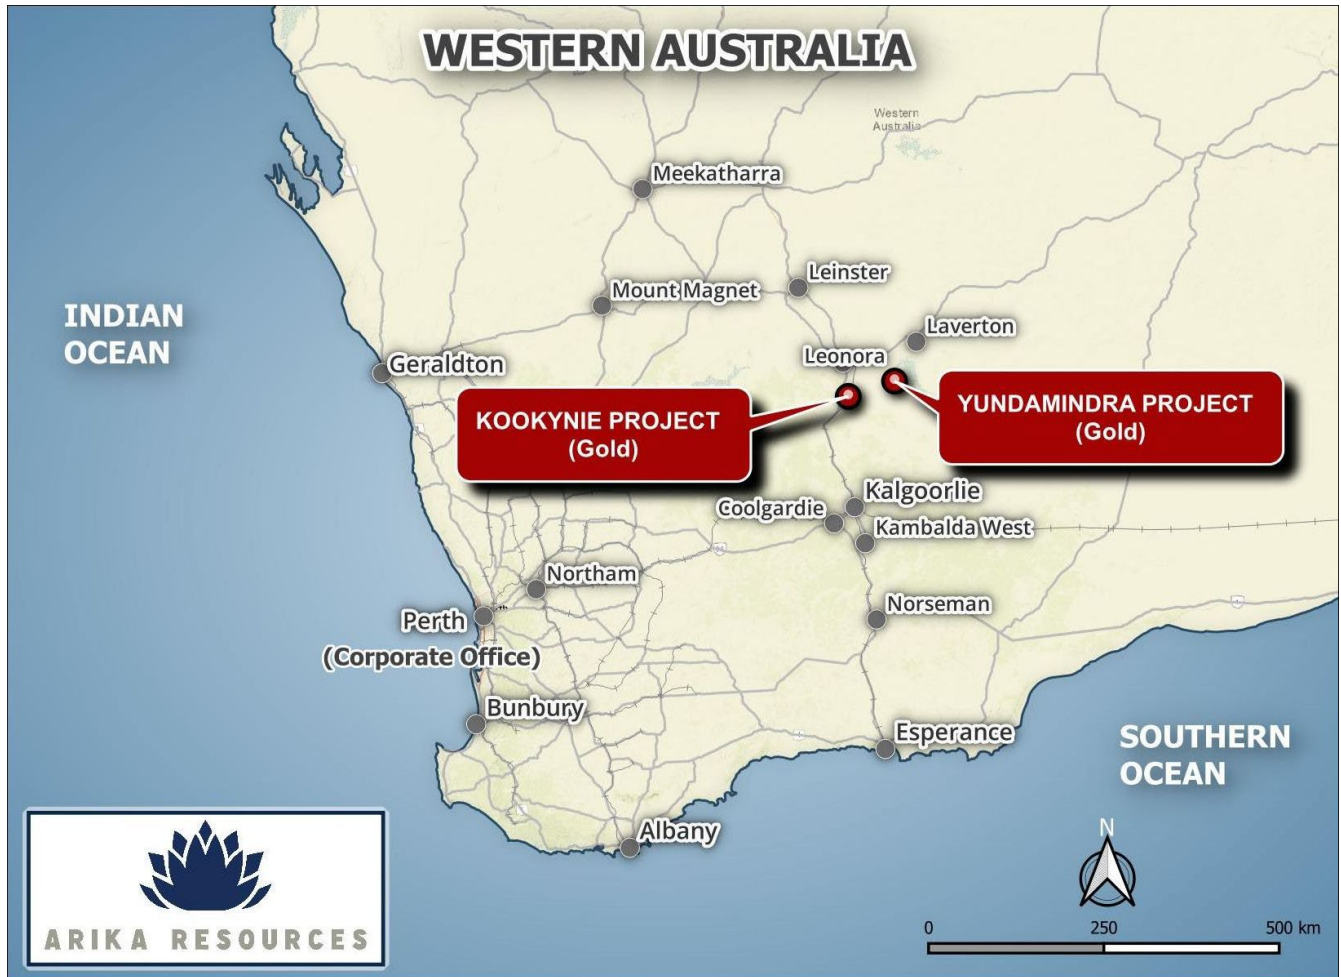 WESTERN AUSTRALIA
Western
Australia
Meekatharra
Leinster
Mount Magnet
INDIAN
OCEAN
Laverton
Leonora
Geraldton
KOOKYNIE PROJECT
(Gold)
YUNDAMINDRA PROJECT
(Gold)
Kalgoorlie
Coolgardie
Kambalda West
Northam
Norseman
Perth
(Corporate Office)
Bunbury
Esperance
SOUTHERN
OCEAN
Albany
N
ARIKA RESOURCES
0 250 500 km